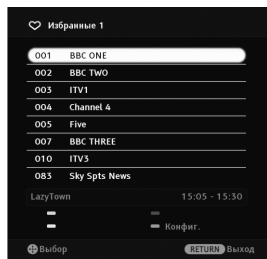 Избранные 1
001 BBC ONE
002 BBC TWO
003 ITV1
004 Channel 4
005 Five
007 BBC THREE
010 ITV3
083 Sky Spts News
LazyTown 15:05 - 15:30
Конфиг.
Выбор RETURN Выход